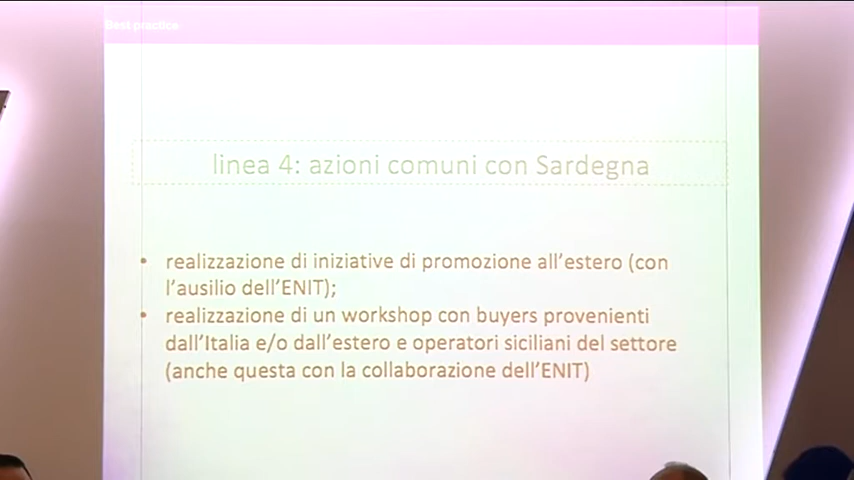 Best practice
linea 4: azioni comuni con Sardegna
• realizzazione di iniziative di promozione all'estero (con
l'ausilio dell'ENIT);
• realizzazione di un workshop con buyers provenienti
dall'Italia e/o dall'estero e operatori siciliani del settore
(anche questa con la collaborazione dell'ENIT)